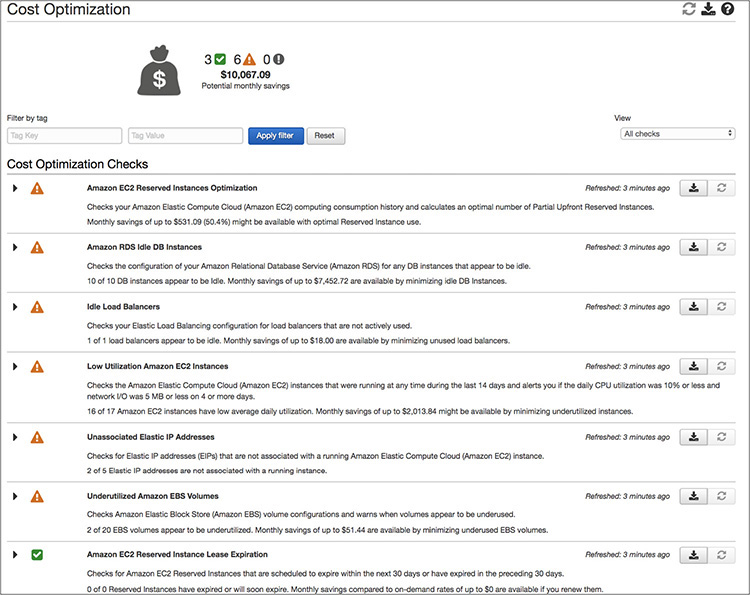 Cost Optimization
3 6 0
$10,067.09
Potential monthly savings
Filter by tag
View
Tag Key
Tag Value
Apply filter
Reset
All checks
Cost Optimization Checks
Amazon EC2 Reserved Instances Optimization
Refreshed: 3 minutes ago
Checks your Amazon Elastic Compute Cloud (Amazon EC2) computing consumption history and calculates an optimal number of Partial Upfront Reserved Instances.
Monthly savings of up to $531.09 (50.4%) might be available with optimal Reserved Instance use.
Amazon RDS Idle DB Instances
Refreshed: 3 minutes ago
Checks the configuration of your Amazon Relational Database Service (Amazon RDS) for any DB instances that appear to be idle.
10 of 10 DB instances appear to be Idle. Monthly savings of up to $7,452.72 are available by minimizing idle DB Instances.
Idle Load Balancers
Refreshed: 3 minutes ago
Checks your Elastic Load Balancing configuration for load balancers that are not actively used.
1 of 1 load balancers appear to be idle. Monthly savings of up to $18.00 are available by minimizing unused load balancers.
Low Utilization Amazon EC2 Instances
Refreshed: 3 minutes ago
Checks the Amazon Elastic Compute Cloud (Amazon EC2) instances that were running at any time during the last 14 days and alerts you if the daily CPU utilization was 10% or less and
network I/O was 5 MB or less on 4 or more days.
16 of 17 Amazon EC2 instances have low average daily utilization. Monthly savings of up to $2,013.84 might be available by minimizing underutilized instances.
Unassociated Elastic IP Addresses
Refreshed: 3 minutes ago
Checks for Elastic IP addresses (EIPs) that are not associated with a running Amazon Elastic Compute Cloud (Amazon EC2) instance.
2 of 5 Elastic IP addresses are not associated with a running instance.
Underutilized Amazon EBS Volumes
Refreshed: 3 minutes ago
Checks Amazon Elastic Block Store (Amazon EBS) volume configurations and warns when volumes appear to be underused.
2 of 20 EBS volumes appear to be underutilized. Monthly savings of up to $51.44 are available by minimizing underused EBS volumes.
Amazon EC2 Reserved Instance Lease Expiration
Refreshed: 3 minutes ago
Checks for Amazon EC2 Reserved Instances that are scheduled to expire within the next 30 days or have expired in the preceding 30 days.
0 of 0 Reserved Instances have expired or will soon expire. Monthly savings compared to on-demand rates of up to $0 are available if you renew them.